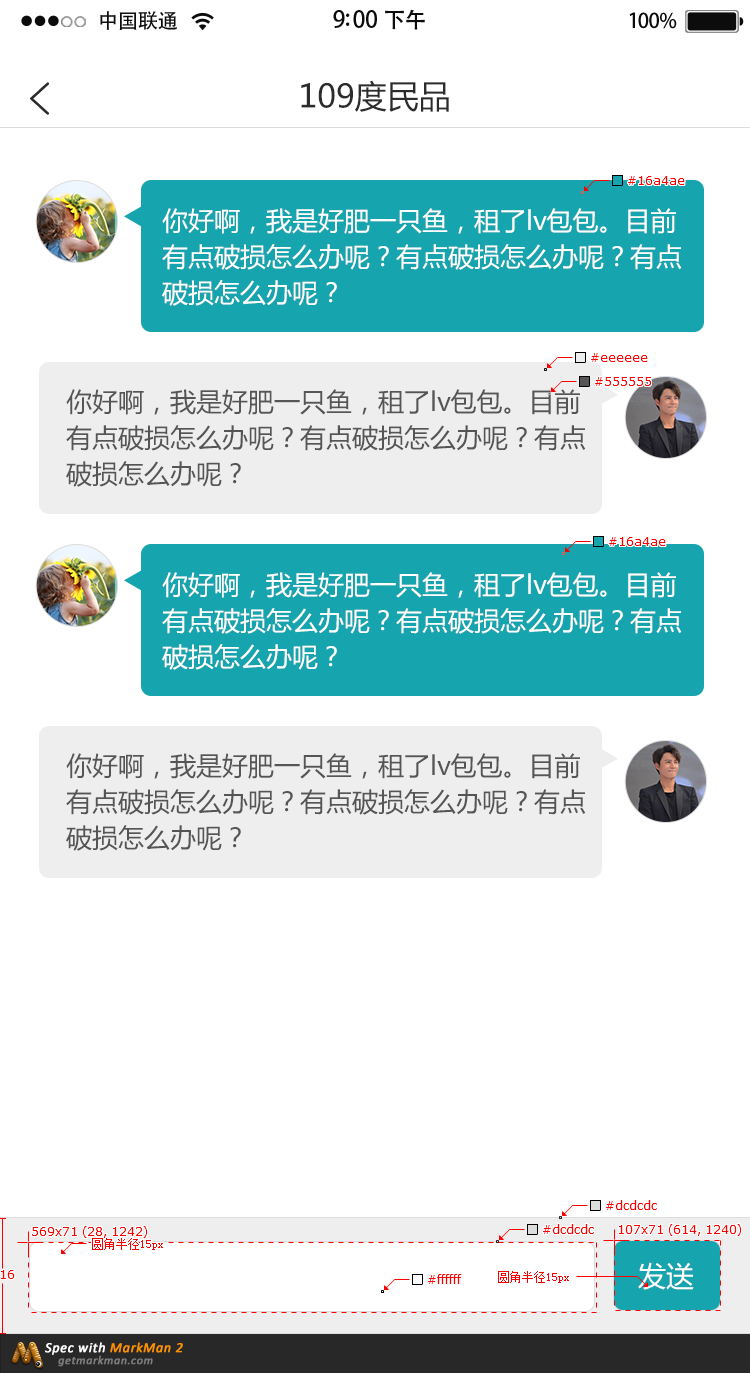 中国联通 9:00 下午 100%
109度民品
#16a4ae
你好啊，我是好肥一只鱼，租了lv包包。目前
有点破损怎么办呢？有点破损怎么办呢？有点
破损怎么办呢？
#eeeeee
#555555
你好啊，我是好肥一只鱼，租了lv包包。目前
有点破损怎么办呢？有点破损怎么办呢？有点
破损怎么办呢？
#16a4ae
你好啊，我是好肥一只鱼，租了lv包包。目前
有点破损怎么办呢？有点破损怎么办呢？有点
破损怎么办呢？
你好啊，我是好肥一只鱼，租了lv包包。目前
有点破损怎么办呢？有点破损怎么办呢？有点
破损怎么办呢？
#dcdcdc
569x71 (28, 1242) #dcdcdc 107x71 (614, 1240)
圆角半径15px
16 #ffffff 圆角半径15px 发送
Spec with MarkMan 2
getmarkman.com